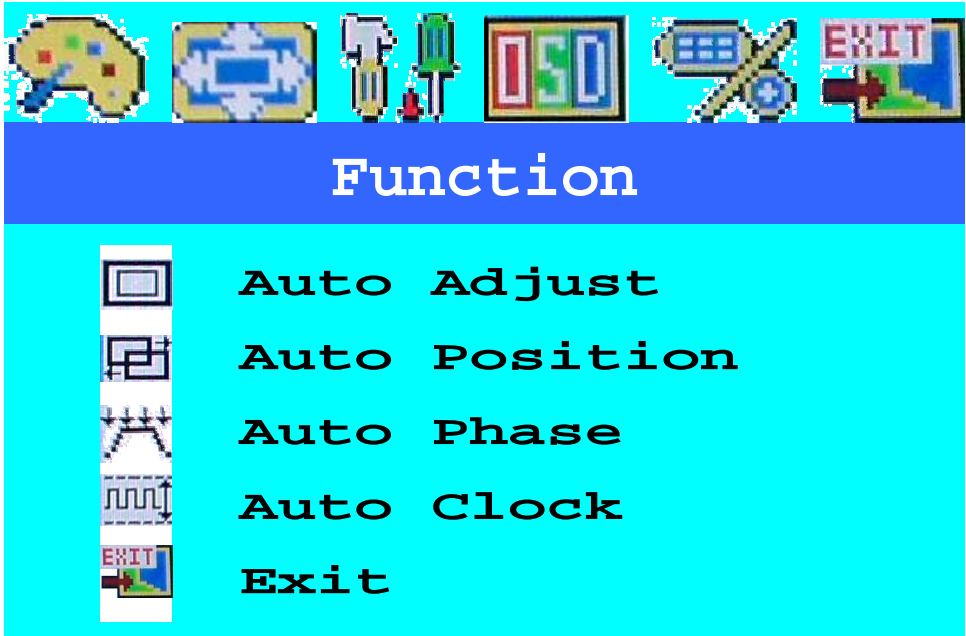 OSD
EXIT
Function
Auto Adjust
Auto Position
Auto Phase
Auto Clock
EXIT
Exit